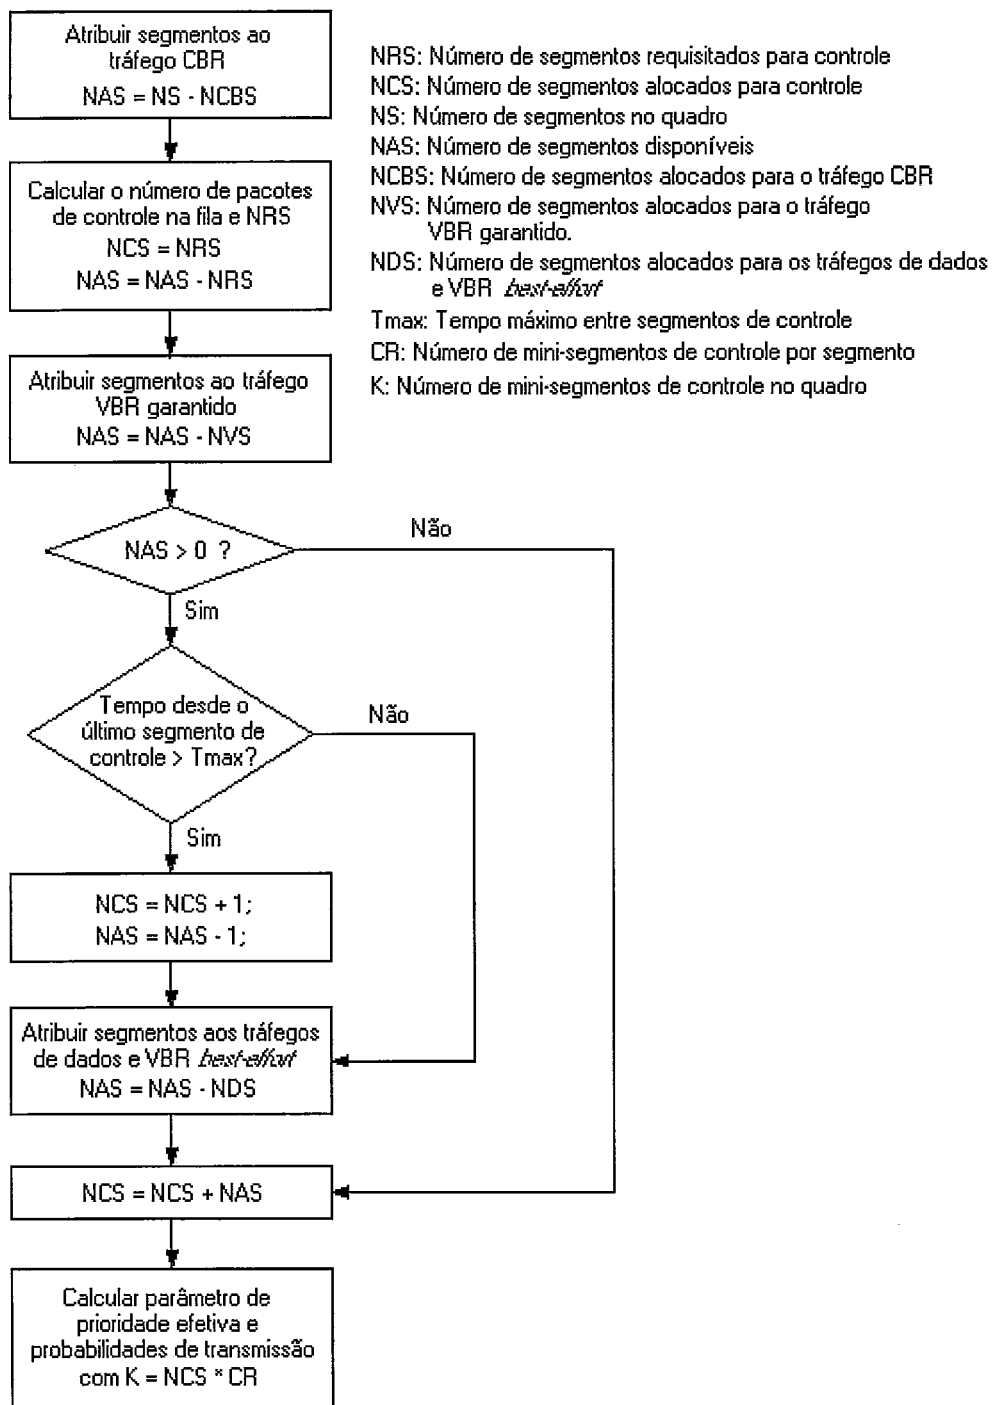 Atribuir segmentos ao
tráfego CBR
NAS = NS - NCBS
Calcular o número de pacotes
de controle na fila e NRS
NCS = NRS
NAS = NAS - NRS
Atribuir segmentos ao tráfego
VBR garantido
NAS = NAS - NVS
NAS > 0 ?
Não
Sim
Tempo desde o
último segmento de
controle > Tmax?
Não
Sim
NCS = NCS + 1;
NAS = NAS - 1;
Atribuir segmentos aos tráfegos
de dados e VBR best-effort
NAS = NAS - NDS
NCS = NCS + NAS
Calcular parâmetro de
prioridade efetiva e
probabilidades de transmissão
com K = NCS * CR
NRS: Número de segmentos requisitados para controle
NCS: Número de segmentos alocados para controle
NS: Número de segmentos no quadro
NAS: Número de segmentos disponíveis
NCBS: Número de segmentos alocados para o tráfego CBR
NVS: Número de segmentos alocados para o tráfego
VBR garantido.
NDS: Número de segmentos alocados para os tráfegos de dados
e VBR best-effort
Tmax: Tempo máximo entre segmentos de controle
CR: Número de mini-segmentos de controle por segmento
K: Número de mini-segmentos de controle no quadro